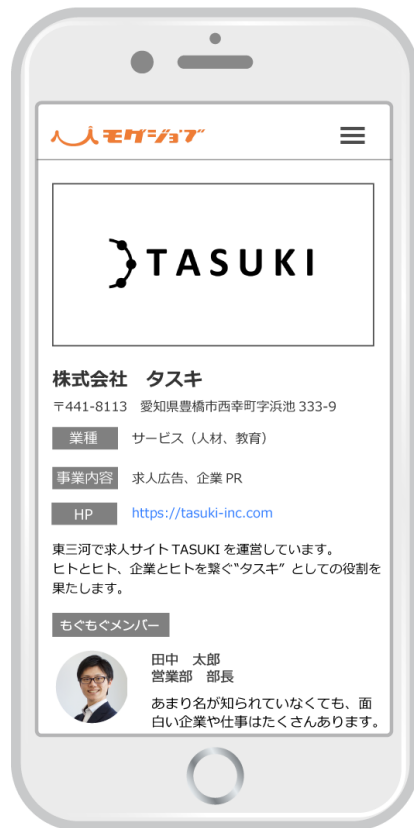 モグジョブ
TASUKI
株式会社　タスキ
〒441-8113　愛知県豊橋市西幸町字浜池 333-9
業種　サービス（人材、教育）
事業内容　求人広告、企業 PR
HP　https://tasuki-inc.com
東三河で求人サイト TASUKI を運営しています。
ヒトとヒト、企業とヒトを繋ぐ“タスキ”としての役割を
果たします。
もぐもぐメンバー
田中　太郎
営業部　部長
あまり名が知られていなくても、面
白い企業や仕事はたくさんあります。